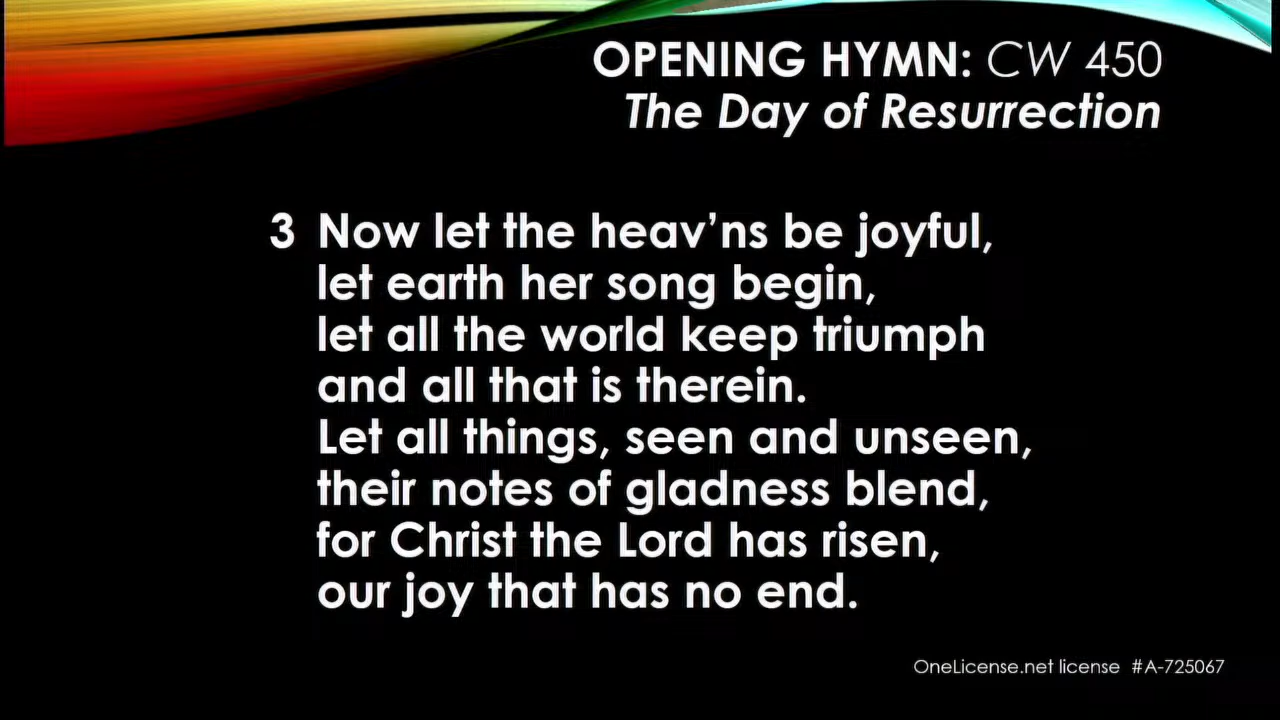 OPENING HYMN: CW 450
The Day of Resurrection
3 Now let the heav’ns be joyful,
let earth her song begin,
let all the world keep triumph
and all that is therein.
Let all things, seen and unseen,
their notes of gladness blend,
for Christ the Lord has risen,
our joy that has no end.
OneLicense.net license #A-725067